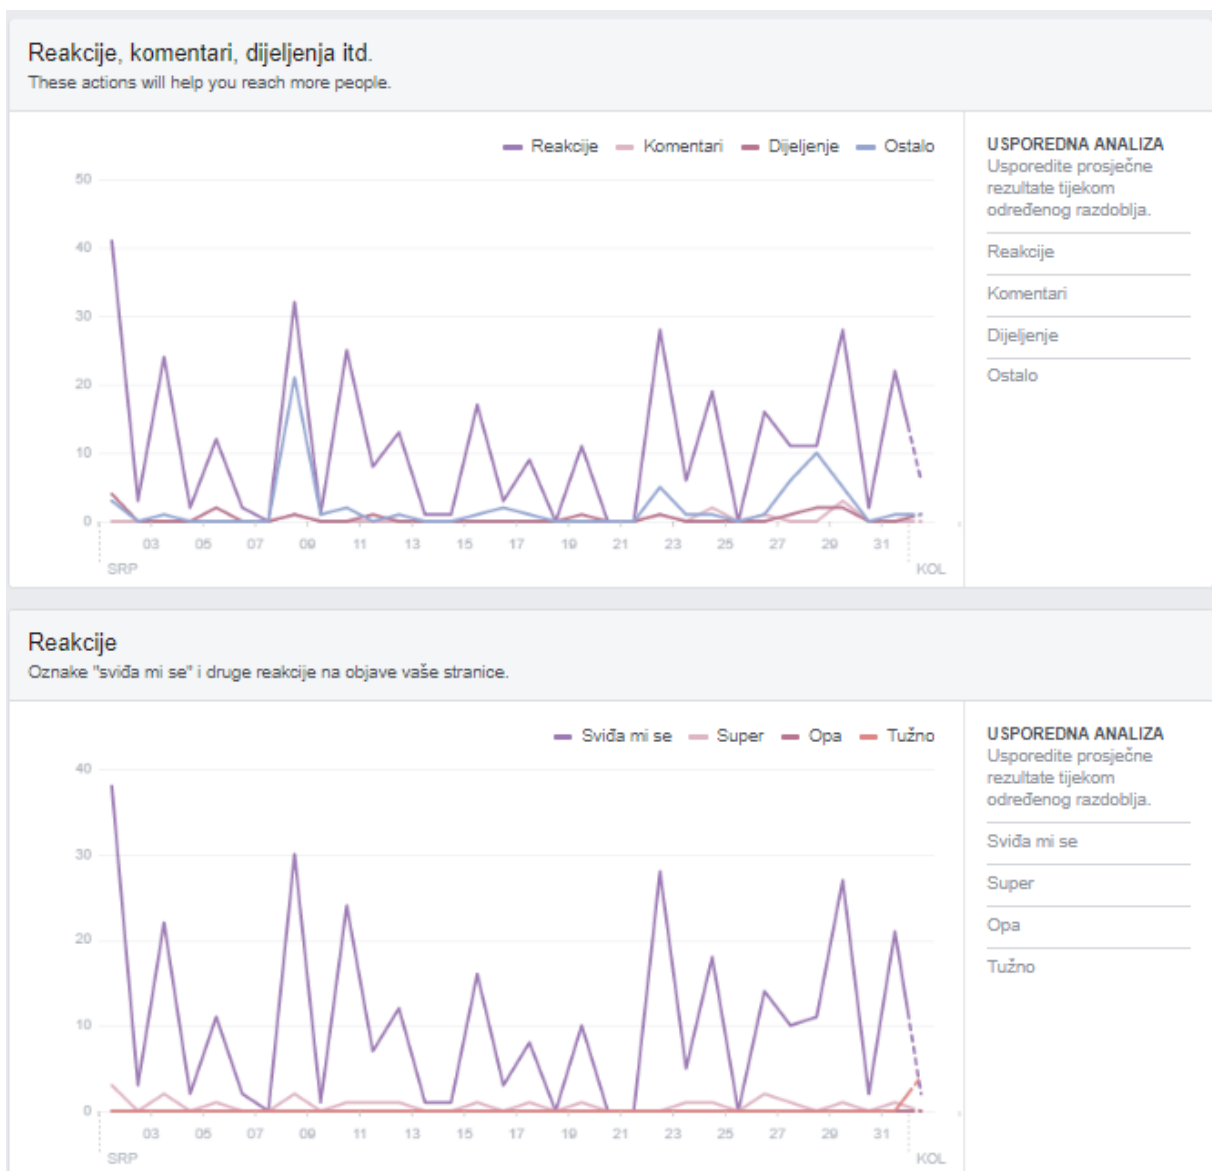 Reakcije, komentari, dijeljenja itd.
These actions will help you reach more people.
Reakcije Komentari Dijeljenje Ostalo
50
40
30
20
10
0
03 05 07 09 11 13 15 17 19 21 23 25 27 29 31
SRP KOL
USPOREDNA ANALIZA
Usporedite prosječne
rezultate tijekom
određenog razdoblja.
Reakcije
Komentari
Dijeljenje
Ostalo
Reakcije
Oznake "sviđa mi se" i druge reakcije na objave vaše stranice.
Sviđa mi se Super Opa Tužno
40
30
20
10
0
03 05 07 09 11 13 15 17 19 21 23 25 27 29 31
SRP KOL
USPOREDNA ANALIZA
Usporedite prosječne
rezultate tijekom
određenog razdoblja.
Sviđa mi se
Super
Opa
Tužno